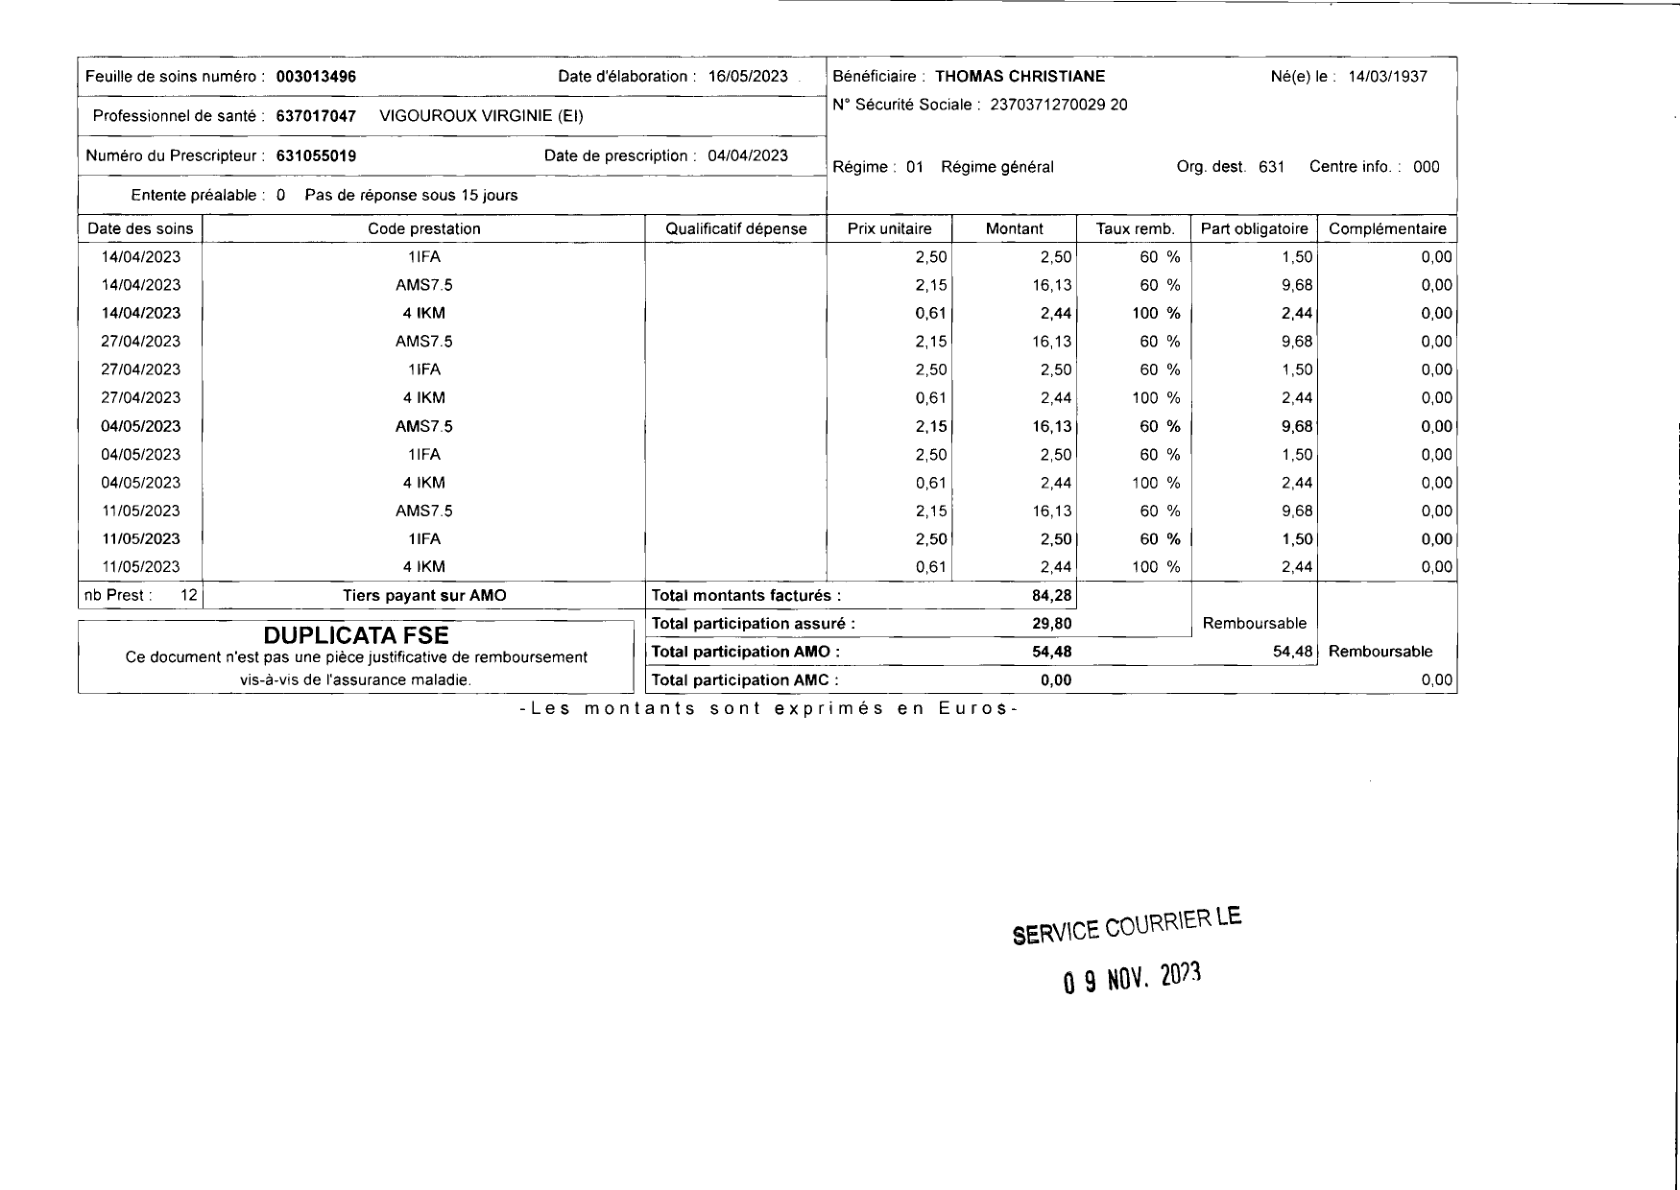 Feuille de soins numéro : 003013496 Date d'élaboration : 16/05/2023
Professionnel de santé : 637017047 VIGOUROUX VIRGINIE (EI)
Numéro du Prescripteur : 631055019 Date de prescription : 04/04/2023
Entente préalable : 0 Pas de réponse sous 15 jours
Bénéficiaire : THOMAS CHRISTIANE Né(e) le : 14/03/1937
N° Sécurité Sociale : 2370371270029 20
Régime : 01 Régime général Org. dest. 631 Centre info. : 000
Date des soins Code prestation Qualificatif dépense Prix unitaire Montant Taux remb. Part obligatoire Complémentaire
14/04/2023 1IFA 2,50 2,50 60 % 1,50 0,00
14/04/2023 AMS7.5 2,15 16,13 60 % 9,68 0,00
14/04/2023 4 IKM 0,61 2,44 100 % 2,44 0,00
27/04/2023 AMS7.5 2,15 16,13 60 % 9,68 0,00
27/04/2023 1IFA 2,50 2,50 60 % 1,50 0,00
27/04/2023 4 IKM 0,61 2,44 100 % 2,44 0,00
04/05/2023 AMS7.5 2,15 16,13 60 % 9,68 0,00
04/05/2023 1IFA 2,50 2,50 60 % 1,50 0,00
04/05/2023 4 IKM 0,61 2,44 100 % 2,44 0,00
11/05/2023 AMS7.5 2,15 16,13 60 % 9,68 0,00
11/05/2023 1IFA 2,50 2,50 60 % 1,50 0,00
11/05/2023 4 IKM 0,61 2,44 100 % 2,44 0,00
nb Prest : 12 Tiers payant sur AMO Total montants facturés : 84,28
Total participation assuré : 29,80 Remboursable
Total participation AMO : 54,48 54,48 Remboursable
Total participation AMC : 0,00 0,00
DUPLICATA FSE
Ce document n'est pas une pièce justificative de remboursement
vis-à-vis de l'assurance maladie.
-Les montants sont exprimés en Euros-
SERVICE COURRIER LE
09 NOV. 2023